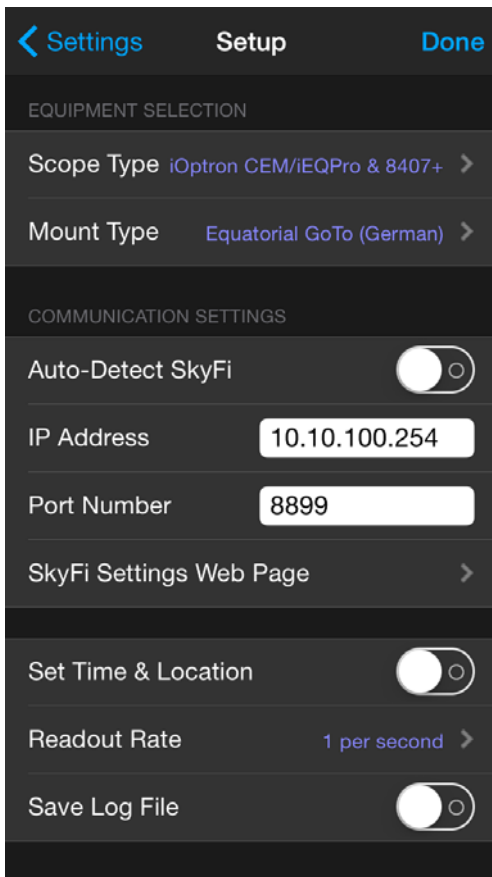 Settings Setup Done
EQUIPMENT SELECTION
Scope Type iOptron CEM/iEQPro & 8407+
Mount Type Equatorial GoTo (German)
COMMUNICATION SETTINGS
Auto-Detect SkyFi
IP Address 10.10.100.254
Port Number 8899
SkyFi Settings Web Page
Set Time & Location
Readout Rate 1 per second
Save Log File